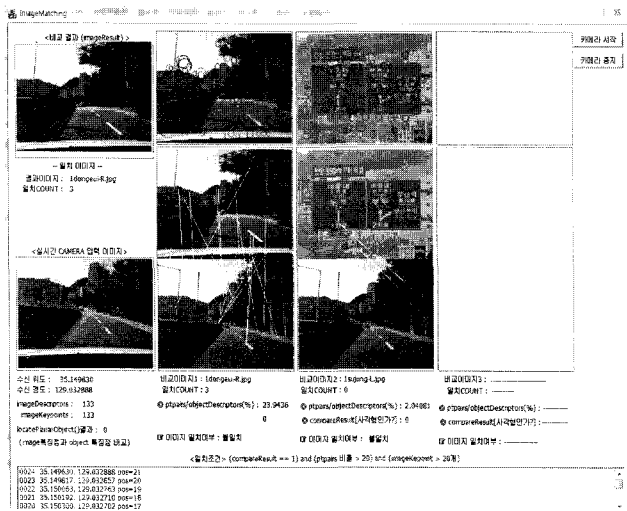 ImageMatching
카메라 시작
카메라 중지
<비교 결과 (imageResult) >
-- 일치 이미지 --
결과이미지 : 1dongeui-R.jpg
일치COUNT : 3
<실시간 CAMERA 입력 이미지>
수신 위도 : 35.149630
수신 경도 : 129.032888
imageDescriptors : 133
imageKeypoints : 133
locatePlanarObject()결과 : 0
(image특징점과 object 특징점 비교)
비교이미지1 : 1dongeui-R.jpg
일치COUNT : 3
ptpairs/objectDescriptors(%) : 23.9436
0
이미지 일치여부 : 불일치
비교이미지2 : 1sujung-L.jpg
일치COUNT : 0
ptpairs/objectDescriptors(%) : 2.04081
compareResult[사각형인가?] : 0
이미지 일치여부 : 불일치
비교이미지3 :
일치COUNT :
ptpairs/objectDescriptors(%) :
compareResult[사각형인가?] :
이미지 일치여부 :
<일치조건> (compareResult == 1) and (ptpairs 비율 > 20) and (imageKepoint > 20개)
0024 35.149630, 129.032888 pos=21
0023 35.149817, 129.032857 pos=20
0022 35.150063, 129.032763 pos=19
0021 35.150192, 129.032710 pos=18
0020 35.150300, 129.032702 pos=17